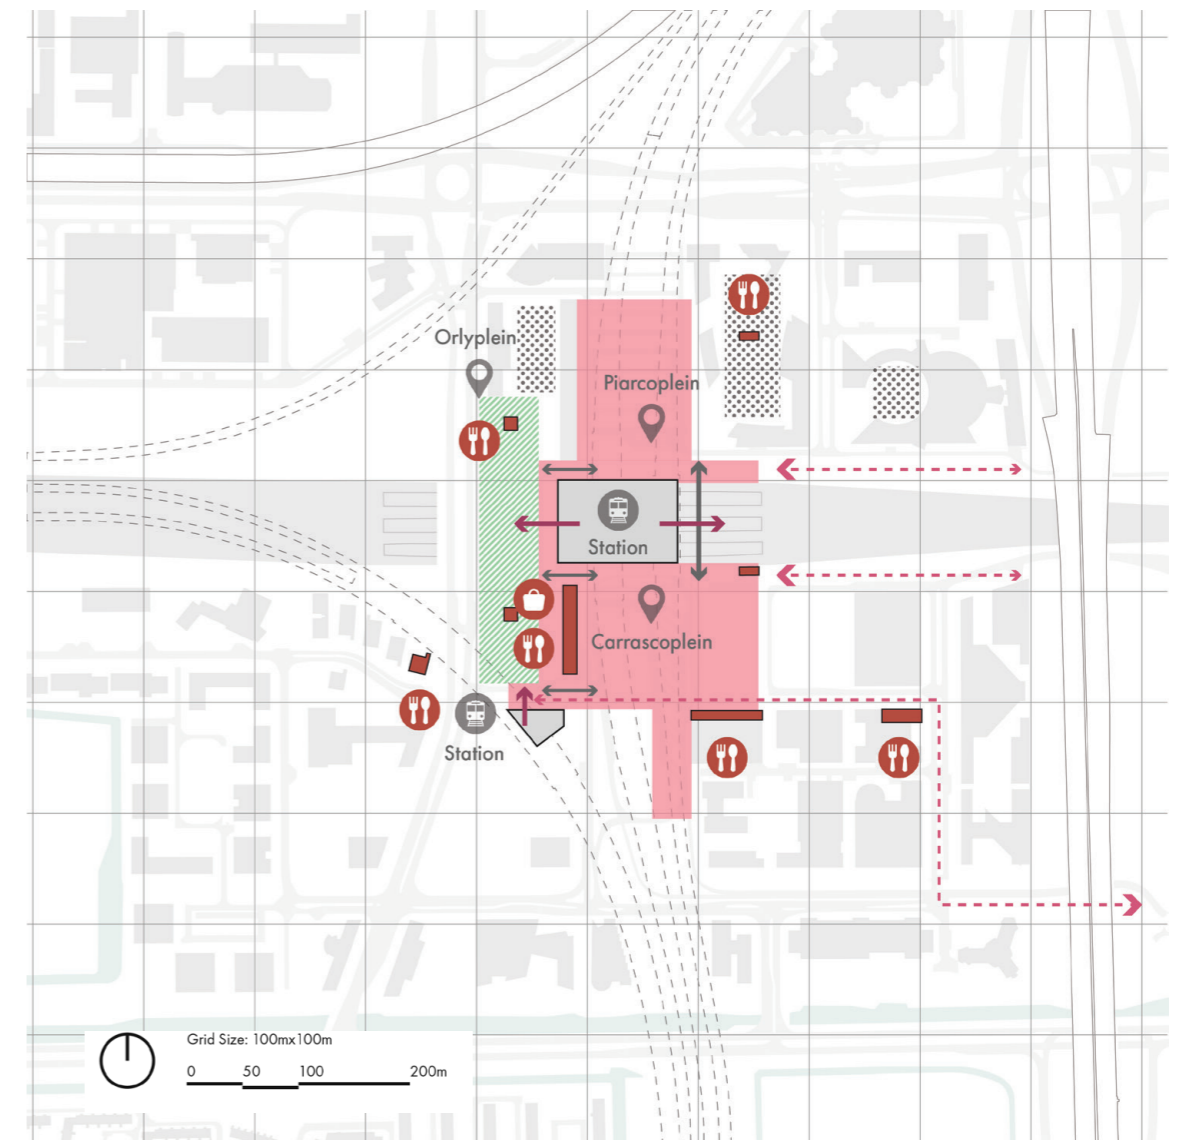 Orlyplein
Piarcoplein
Station
Carrascoplein
Station
Grid Size: 100mx100m
0 50 100 200m